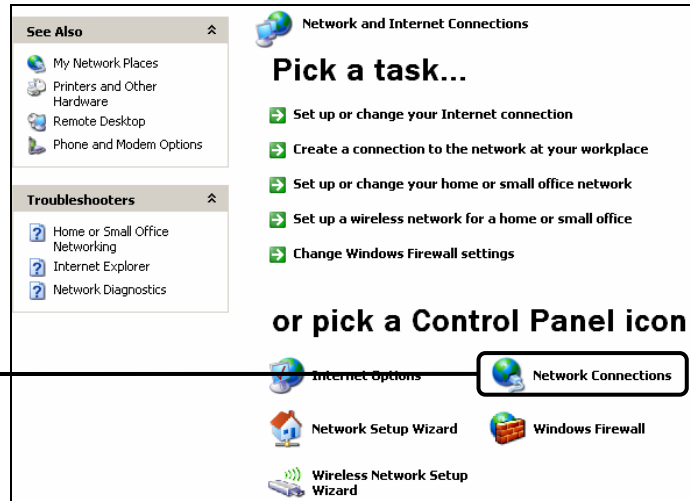 See Also
My Network Places
Printers and Other
Hardware
Remote Desktop
Phone and Modem Options
Troubleshooters
Home or Small Office
Networking
Internet Explorer
Network Diagnostics
Network and Internet Connections
Pick a task...
Set up or change your Internet connection
Create a connection to the network at your workplace
Set up or change your home or small office network
Set up a wireless network for a home or small office
Change Windows Firewall settings
or pick a Control Panel icon
Internet Options
Network Connections
Network Setup Wizard
Windows Firewall
Wireless Network Setup
Wizard